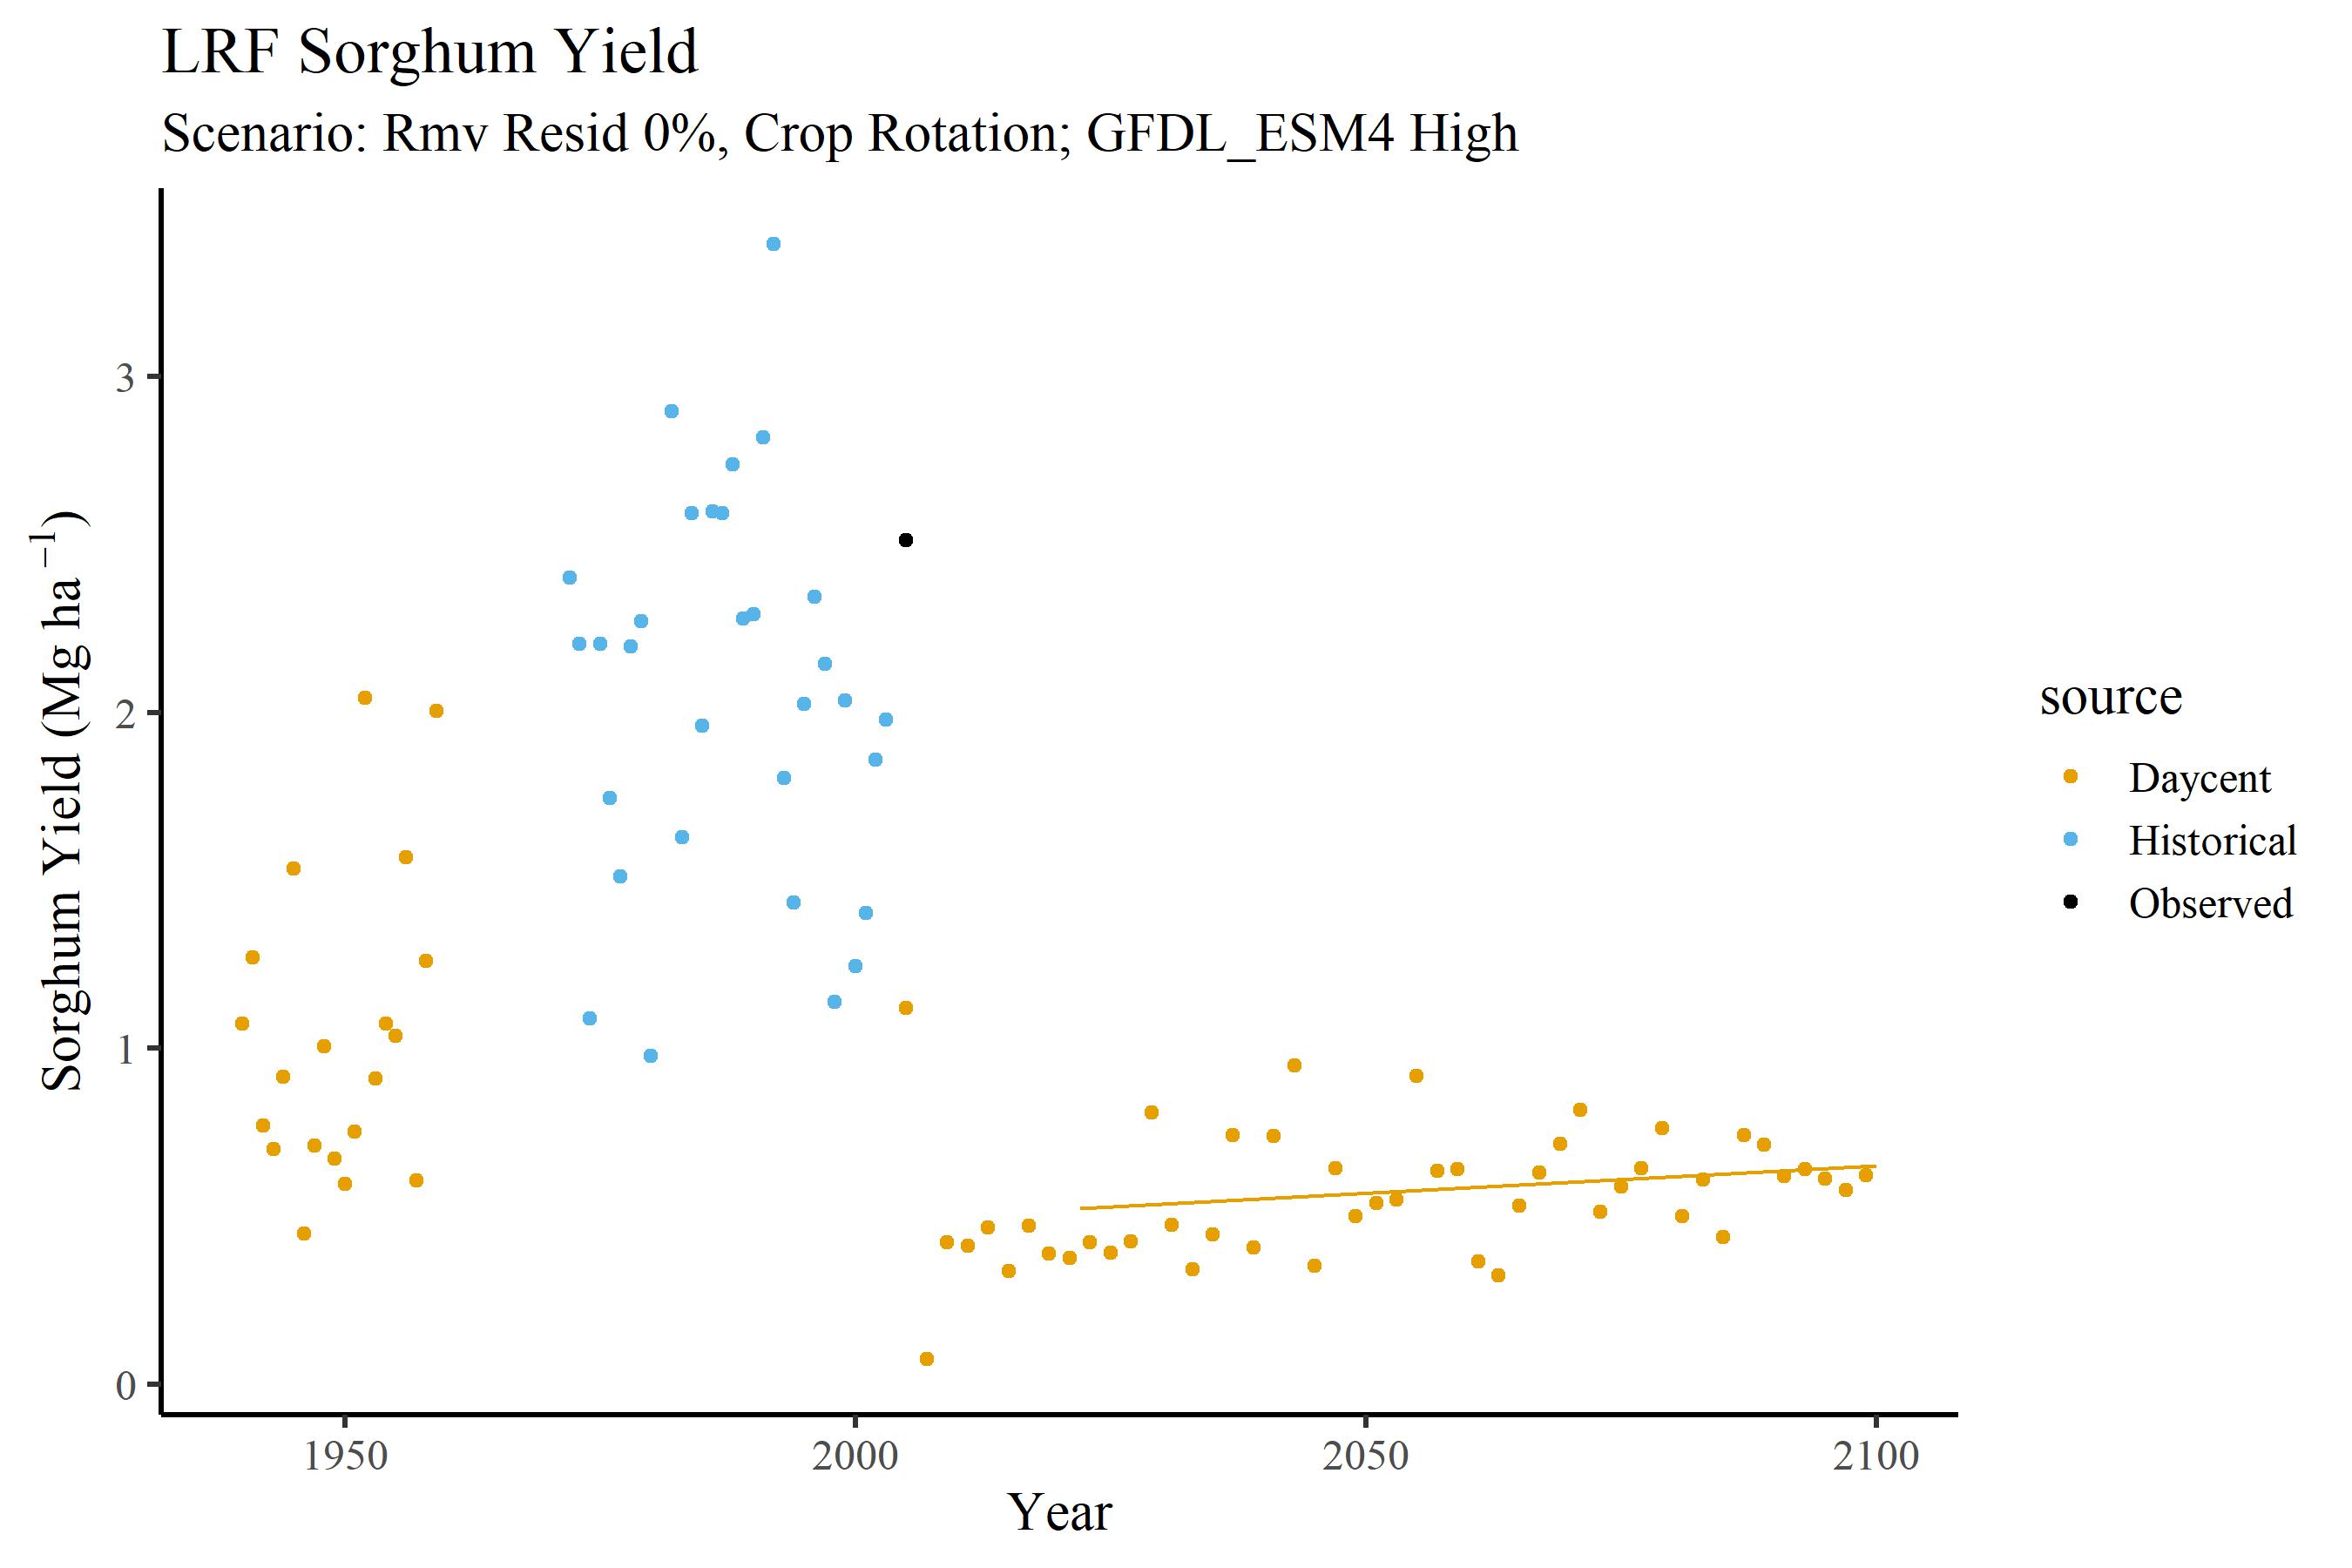 LRF Sorghum Yield
Scenario: Rmv Resid 0%, Crop Rotation; GFDL_ESM4 High
Sorghum Yield (Mg ha⁻¹)
3
2
1
0
1950
2000
2050
2100
Year
source
Daycent
Historical
Observed